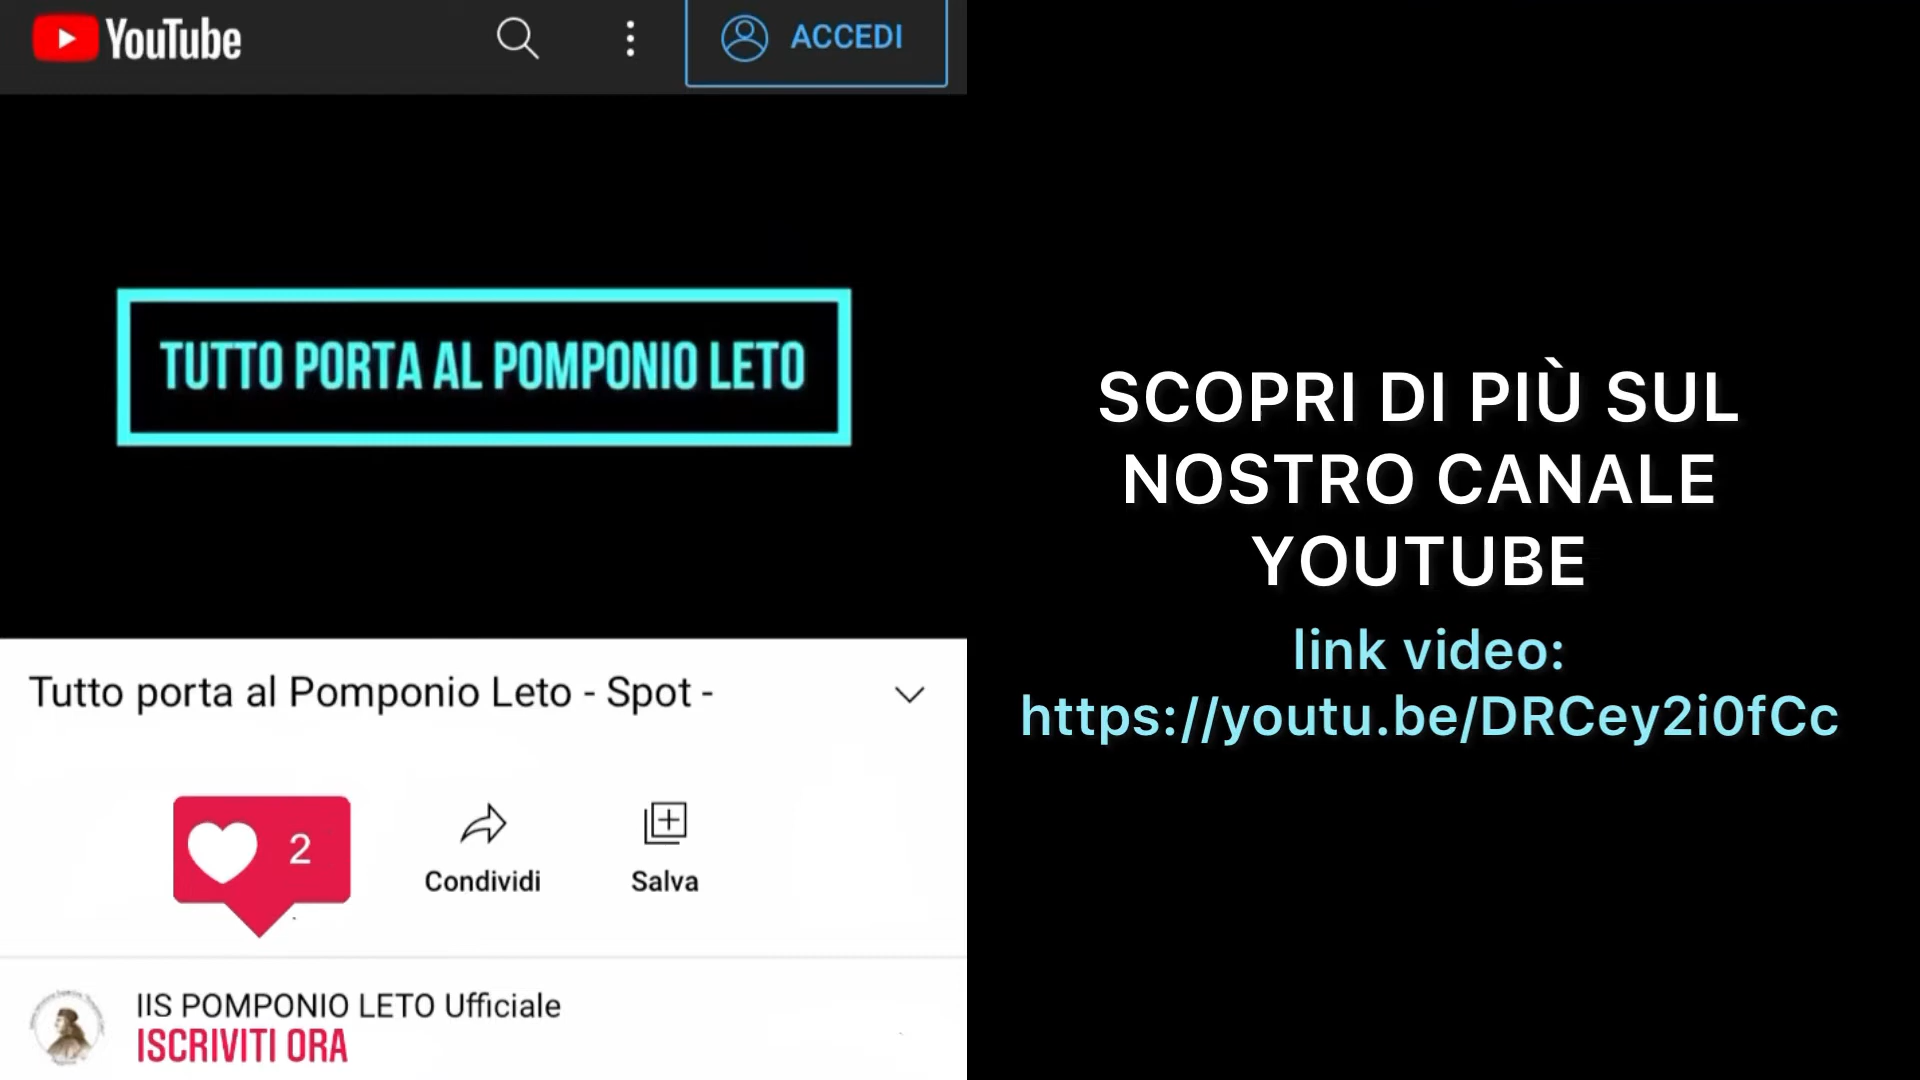 YouTube
ACCEDI
TUTTO PORTA AL POMPONIO LETO
Tutto porta al Pomponio Leto - Spot -
2
Condividi
Salva
IIS POMPONIO LETO Ufficiale
ISCRIVITI ORA
SCOPRI DI PIÙ SUL
NOSTRO CANALE
YOUTUBE
link video:
https://youtu.be/DRCey2i0fCc